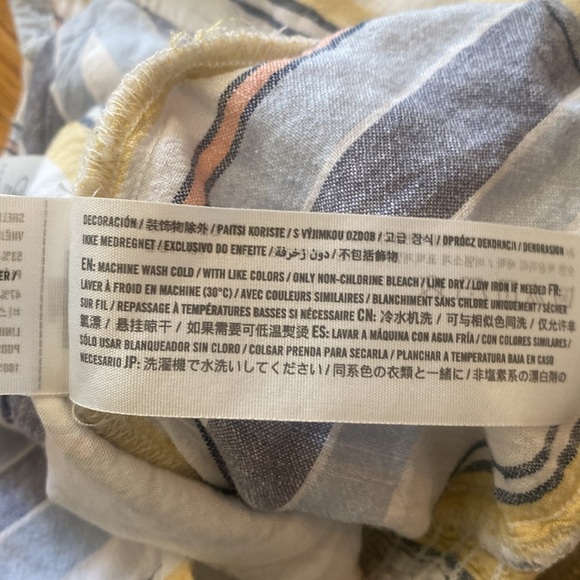 DECORACIÓN / 装飾物除外 / PAITSI KORISTE / S VÝJIMKOU OZDOB / 고급 장식 / OPRÓCZ DEKORACJI / DEKORASION
IKKE MEDREGNET / EXCLUSIVO DO ENFEITE / دون زخرفة / 不包括飾物
EN: MACHINE WASH COLD / WITH LIKE COLORS / ONLY NON-CHLORINE BLEACH / LINE DRY / LOW IRON IF NEEDED FR:
LAVER À FROID EN MACHINE (30°C) / AVEC COULEURS SIMILAIRES / BLANCHIMENT SANS CHLORE UNIQUEMENT / SÉCHER
SUR FIL / REPASSAGE À TEMPÉRATURES BASSES SI NÉCESSAIRE CN: 冷水机洗 / 可与相似色同洗 / 仅允许非
氯漂 / 悬挂晾干 / 如果需要可低温熨烫 ES: LAVAR A MÁQUINA CON AGUA FRÍA / CON COLORES SIMILARES /
SÓLO USAR BLANQUEADOR SIN CLORO / COLGAR PRENDA PARA SECARLA / PLANCHAR A TEMPERATURA BAJA EN CASO
NECESARIO JP: 洗濯機で水洗いしてください / 同系色の衣類と一緒に / 非塩素系の漂白剤の